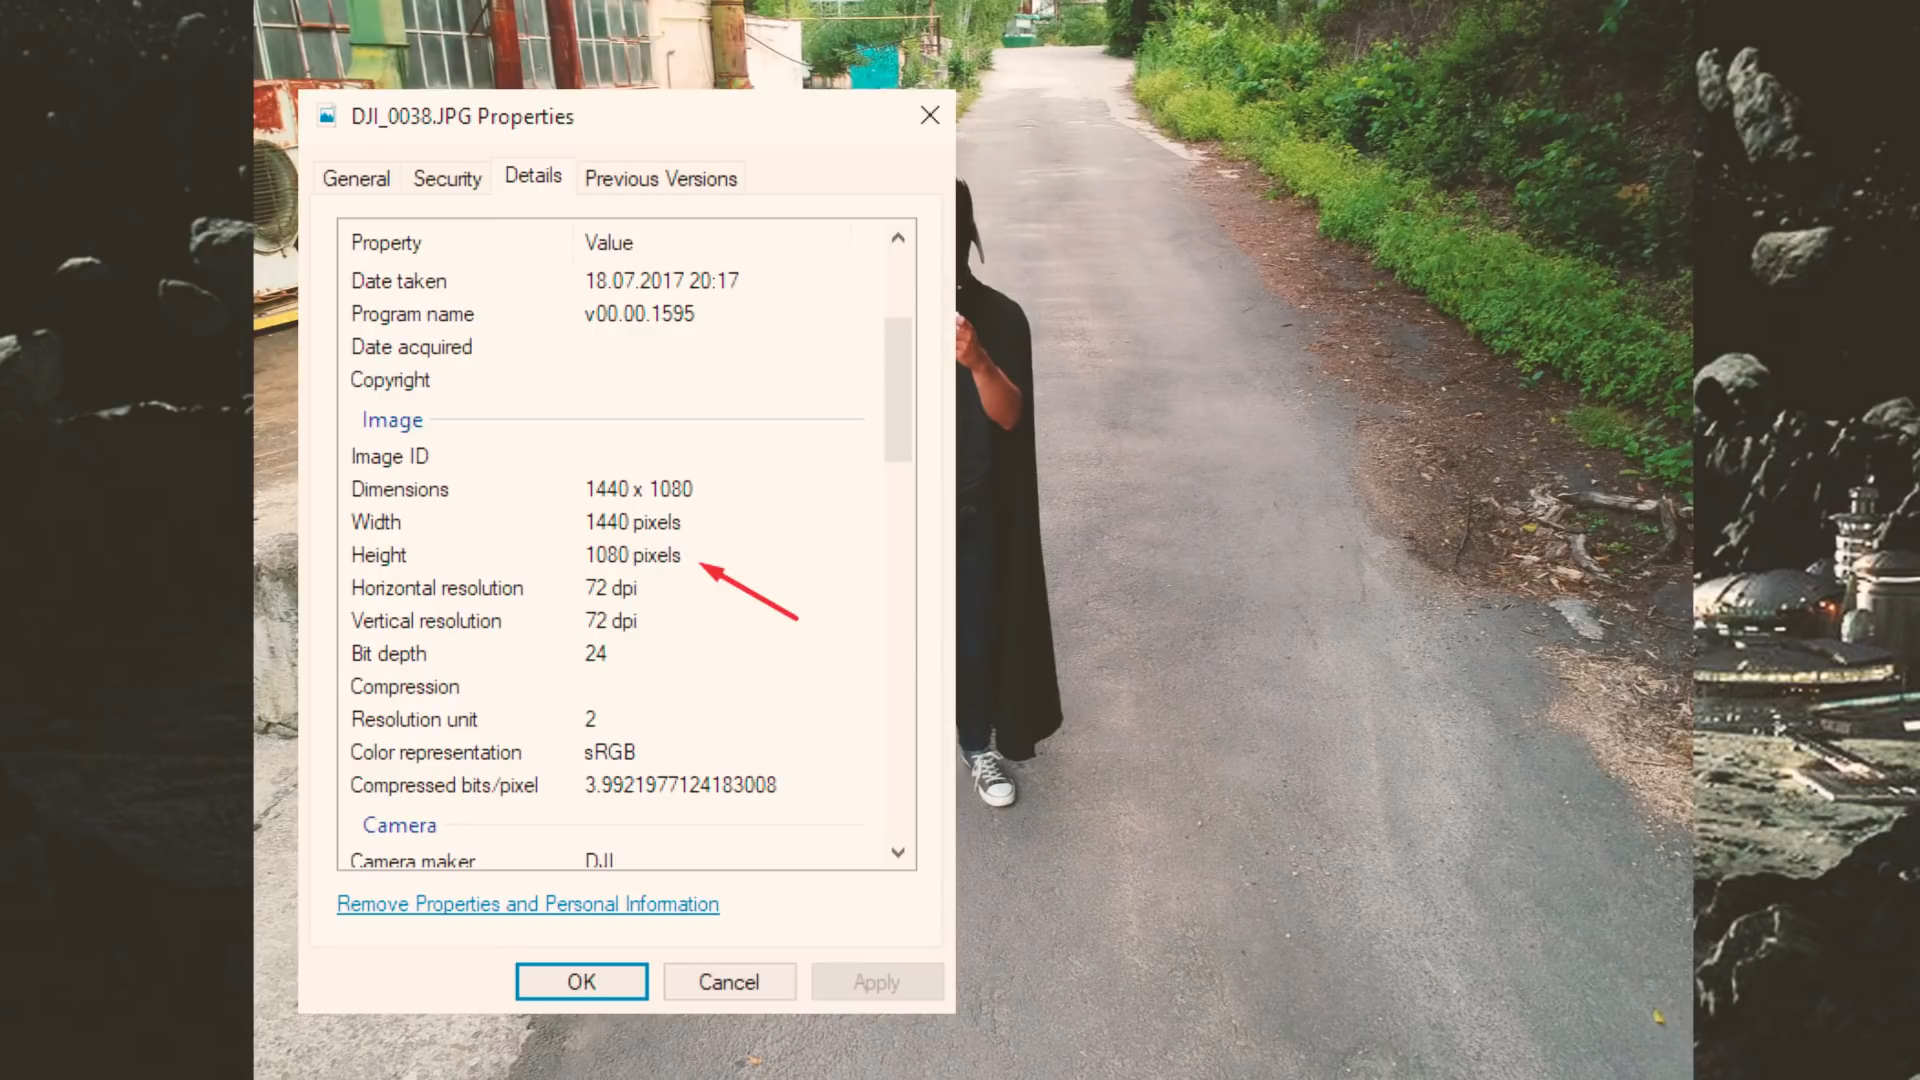 DJI_0038.JPG Properties
General Security Details Previous Versions
Property Value
Date taken 18.07.2017 20:17
Program name v00.00.1595
Date acquired
Copyright
Image
Image ID
Dimensions 1440 x 1080
Width 1440 pixels
Height 1080 pixels
Horizontal resolution 72 dpi
Vertical resolution 72 dpi
Bit depth 24
Compression
Resolution unit 2
Color representation sRGB
Compressed bits/pixel 3.9921977124183008
Camera
Camera maker DJI
Remove Properties and Personal Information
OK Cancel Apply